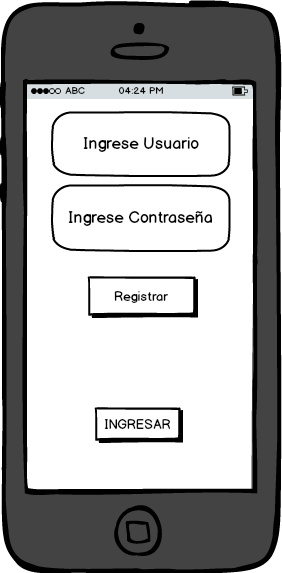 ABC 04:24 PM
Ingrese Usuario
Ingrese Contraseña
Registrar
INGRESAR